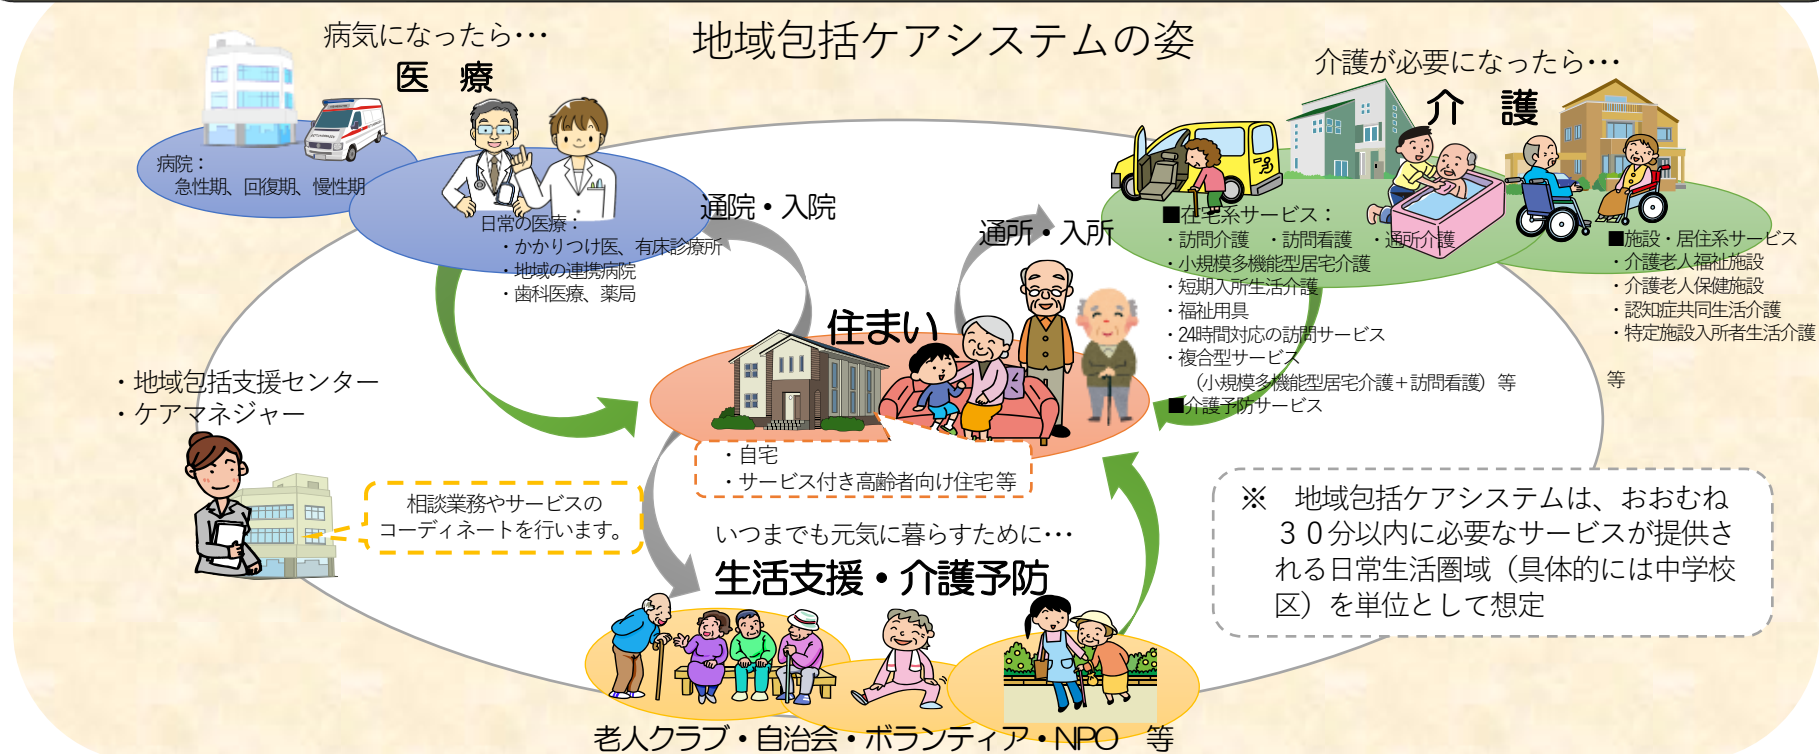 地域包括ケアシステムの姿
病気になったら･･･
医 療
病院：
急性期、回復期、慢性期
日常の医療：
・かかりつけ医、有床診療所
・地域の連携病院
・歯科医療、薬局
通院・入院
通所・入所
介護が必要になったら･･･
介 護
■在宅系サービス：
・訪問介護 ・訪問看護 ・通所介護
・小規模多機能型居宅介護
・短期入所生活介護
・福祉用具
・24時間対応の訪問サービス
・複合型サービス
（小規模多機能型居宅介護＋訪問看護）等
■介護予防サービス
■施設・居住系サービス
・介護老人福祉施設
・介護老人保健施設
・認知症共同生活介護
・特定施設入所者生活介護
等
住まい
・自宅
・サービス付き高齢者向け住宅等
・地域包括支援センター
・ケアマネジャー
相談業務やサービスの
コーディネートを行います。
いつまでも元気に暮らすために･･･
生活支援・介護予防
老人クラブ・自治会・ボランティア・NPO 等
※ 地域包括ケアシステムは、おおむね
３０分以内に必要なサービスが提供さ
れる日常生活圏域（具体的には中学校
区）を単位として想定